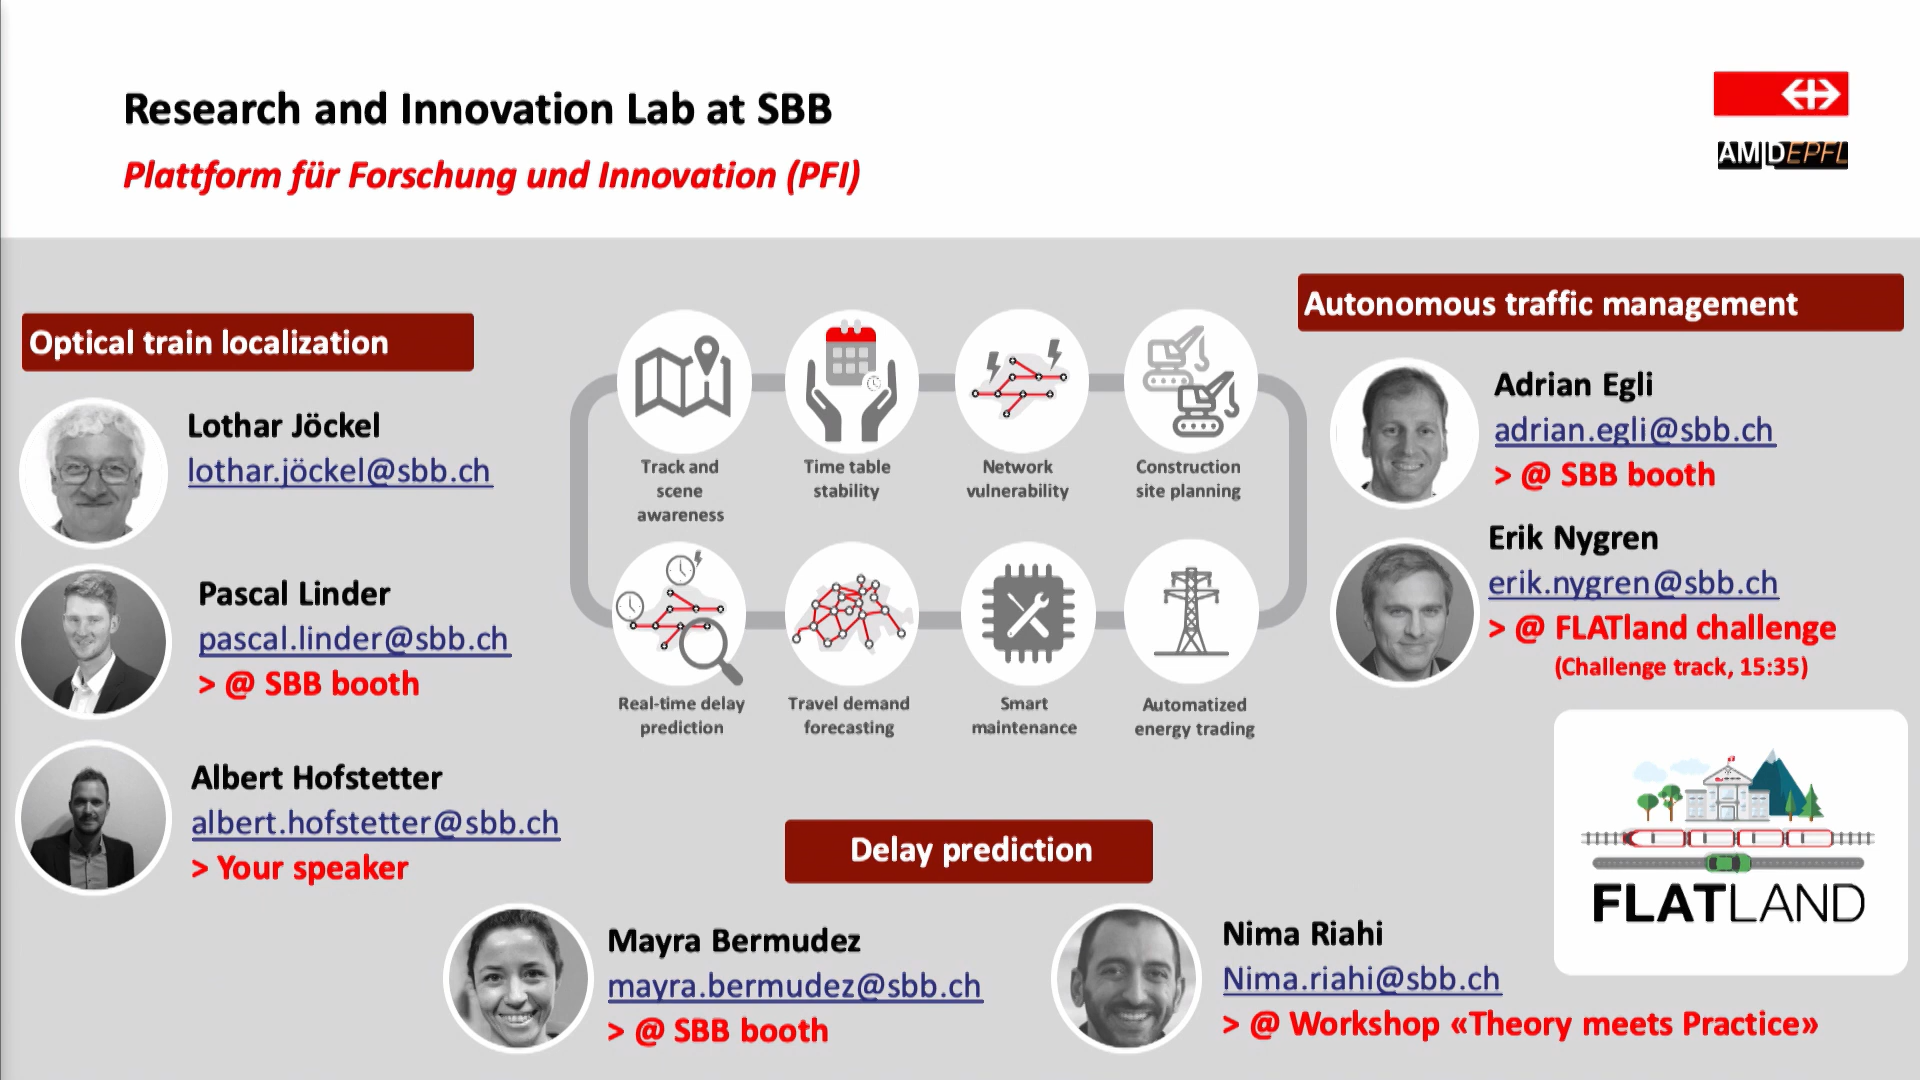 Research and Innovation Lab at SBB
Plattform für Forschung und Innovation (PFI)
AMLD EPFL
Optical train localization
Lothar Jöckel
lothar.jöckel@sbb.ch
Pascal Linder
pascal.linder@sbb.ch
> @ SBB booth
Albert Hofstetter
albert.hofstetter@sbb.ch
> Your speaker
Track and
scene
awareness
Time table
stability
Network
vulnerability
Construction
site planning
Real-time delay
prediction
Travel demand
forecasting
Smart
maintenance
Automatized
energy trading
Autonomous traffic management
Adrian Egli
adrian.egli@sbb.ch
> @ SBB booth
Erik Nygren
erik.nygren@sbb.ch
> @ FLATland challenge
(Challenge track, 15:35)
FLATLAND
Delay prediction
Mayra Bermudez
mayra.bermudez@sbb.ch
> @ SBB booth
Nima Riahi
Nima.riahi@sbb.ch
> @ Workshop «Theory meets Practice»